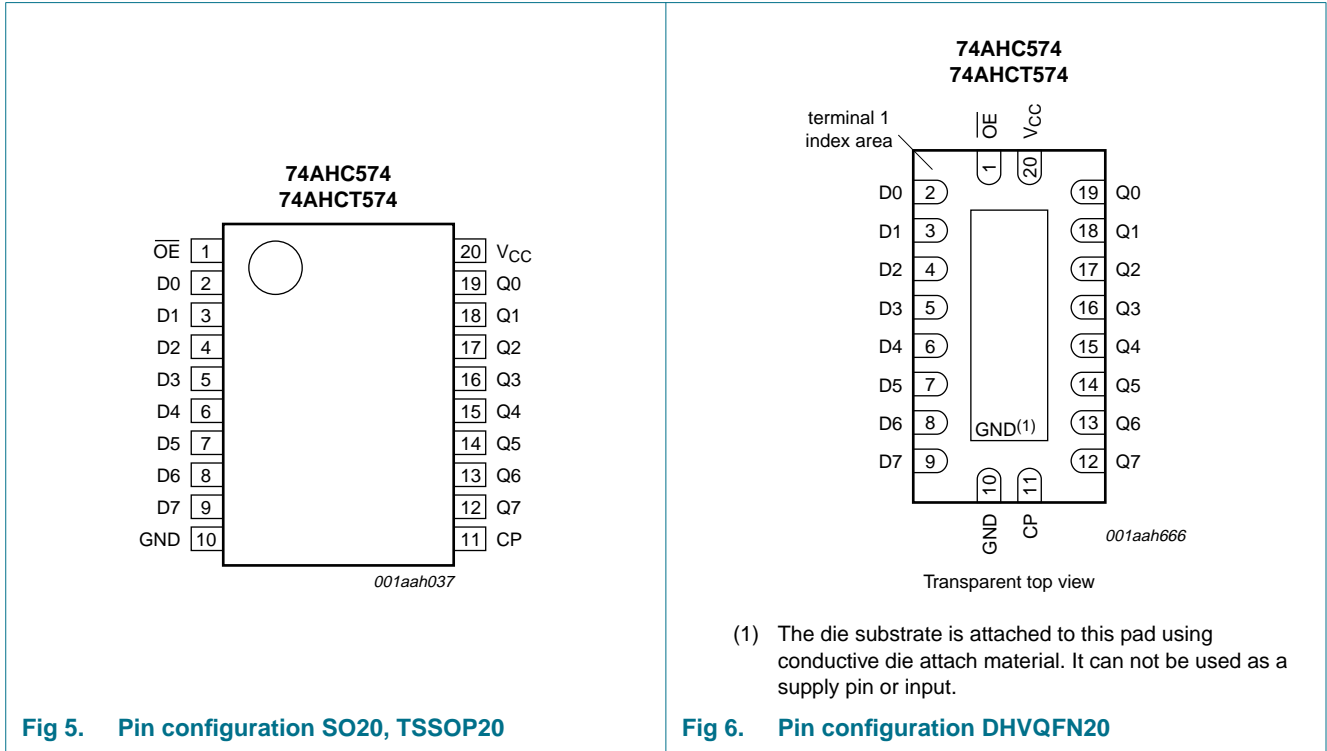 74AHC574
74AHCT574
OE 1
D0 2
D1 3
D2 4
D3 5
D4 6
D5 7
D6 8
D7 9
GND 10
20 VCC
19 Q0
18 Q1
17 Q2
16 Q3
15 Q4
14 Q5
13 Q6
12 Q7
11 CP
001aah037
Fig 5. Pin configuration SO20, TSSOP20
74AHC574
74AHCT574
terminal 1
index area
OE
VCC
1
20
D0 2
D1 3
D2 4
D3 5
D4 6
D5 7
D6 8
D7 9
19 Q0
18 Q1
17 Q2
16 Q3
15 Q4
14 Q5
13 Q6
12 Q7
GND(1)
10
11
GND
CP
001aah666
Transparent top view
(1) The die substrate is attached to this pad using
conductive die attach material. It can not be used as a
supply pin or input.
Fig 6. Pin configuration DHVQFN20